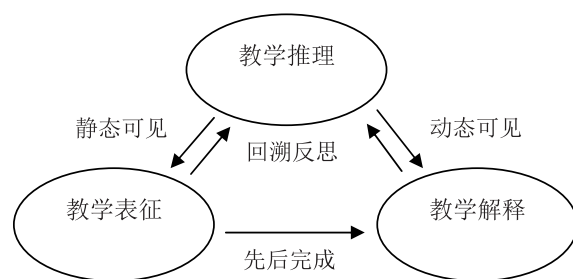 教学推理
静态可见
动态可见
回溯反思
教学表征
教学解释
先后完成